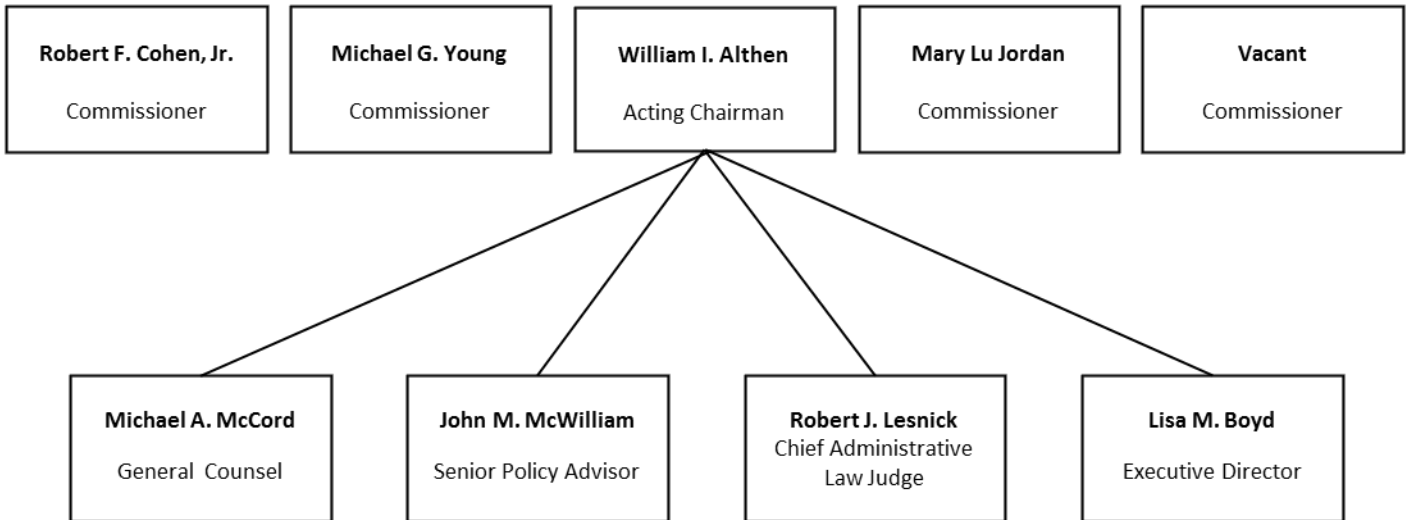 Robert F. Cohen, Jr.
Commissioner
Michael G. Young
Commissioner
William I. Althen
Acting Chairman
Mary Lu Jordan
Commissioner
Vacant
Commissioner
Michael A. McCord
General Counsel
John M. McWilliam
Senior Policy Advisor
Robert J. Lesnick
Chief Administrative
Law Judge
Lisa M. Boyd
Executive Director